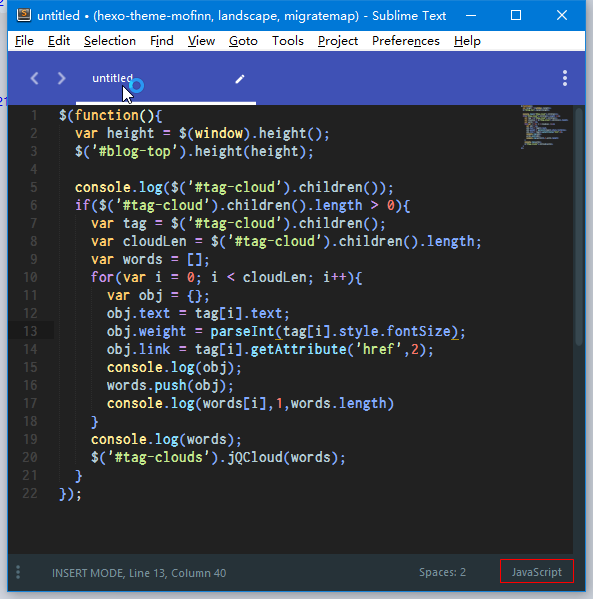 untitled • (hexo-theme-mofinn, landscape, migratemap) - Sublime Text
File Edit Selection Find View Goto Tools Project Preferences Help
untitled
1 $(function(){
2 var height = $(window).height();
3 $('#blog-top').height(height);
4
5 console.log($('#tag-cloud').children());
6 if($('#tag-cloud').children().length > 0){
7 var tag = $('#tag-cloud').children();
8 var cloudLen = $('#tag-cloud').children().length;
9 var words = [];
10 for(var i = 0; i < cloudLen; i++){
11 var obj = {};
12 obj.text = tag[i].text;
13 obj.weight = parseInt(tag[i].style.fontSize);
14 obj.link = tag[i].getAttribute('href',2);
15 console.log(obj);
16 words.push(obj);
17 console.log(words[i],1,words.length)
18 }
19 console.log(words);
20 $('#tag-clouds').jQCloud(words);
21 }
22 });
INSERT MODE, Line 13, Column 40 Spaces: 2 JavaScript